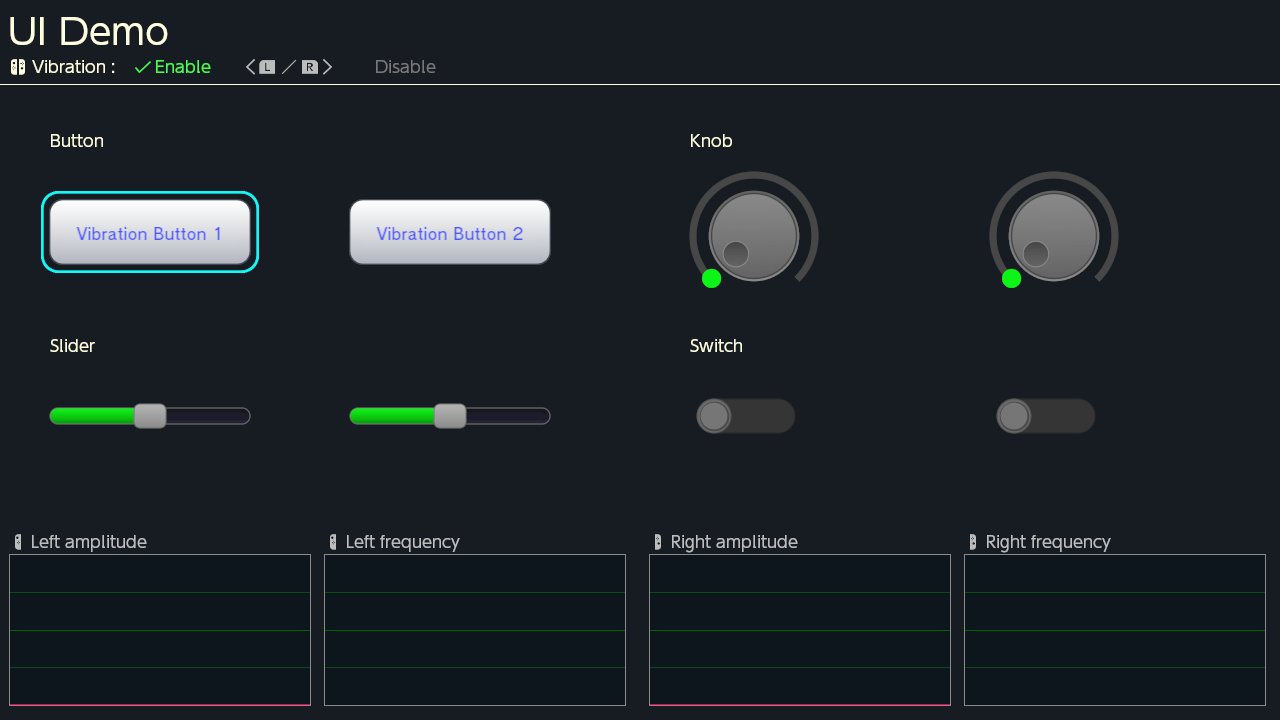 UI Demo
Vibration : ✓Enable <L / R> Disable
Button
Knob
Vibration Button 1
Vibration Button 2
Slider
Switch
Left amplitude
Left frequency
Right amplitude
Right frequency